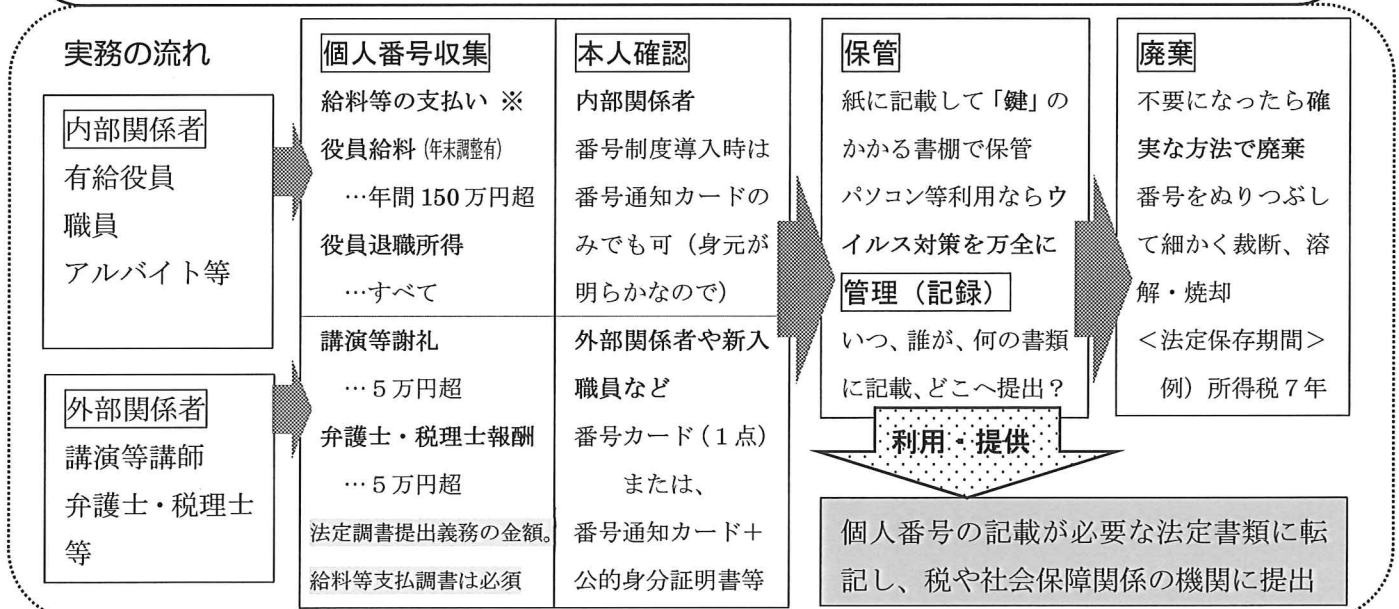 実務の流れ
内部関係者
有給役員
職員
アルバイト等
外部関係者
講演等講師
弁護士・税理士
等
個人番号収集
給料等の支払い ※
役員給料 (年末調整有)
…年間 150 万円超
役員退職所得
…すべて
講演等謝礼
…5万円超
弁護士・税理士報酬
…5万円超
法定調書提出義務の金額。
給料等支払調書は必須
本人確認
内部関係者
番号制度導入時は
番号通知カードの
みでも可（身元が
明らかなので）
外部関係者や新入
職員など
番号カード（１点）
または、
番号通知カード＋
公的身分証明書等
保管
紙に記載して「鍵」の
かかる書棚で保管
パソコン等利用ならウ
イルス対策を万全に
管理（記録）
いつ、誰が、何の書類
に記載、どこへ提出？
利用・提供
個人番号の記載が必要な法定書類に転
記し、税や社会保障関係の機関に提出
廃棄
不要になったら確
実な方法で廃棄
番号をぬりつぶし
て細かく裁断、溶
解・焼却
＜法定保存期間＞
例）所得税７年